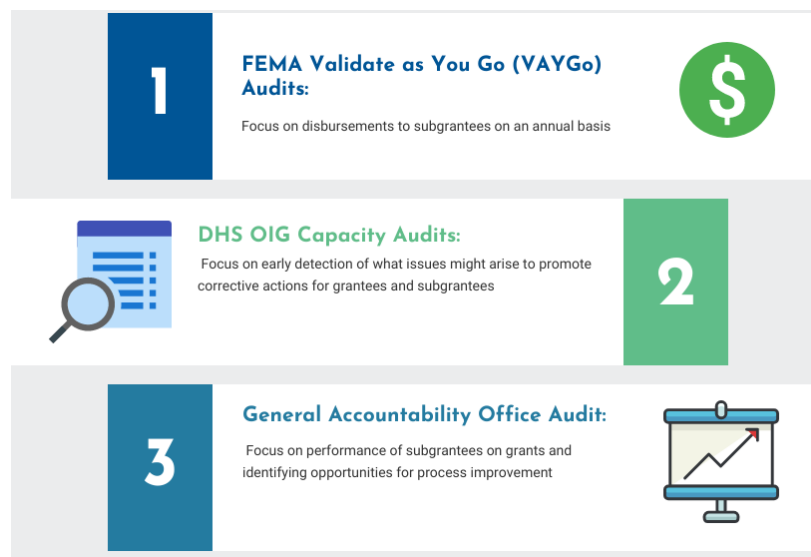 1
FEMA Validate as You Go (VAYGo)
Audits:
$
Focus on disbursements to subgrantees on an annual basis
DHS OIG Capacity Audits:
Focus on early detection of what issues might arise to promote
corrective actions for grantees and subgrantees
2
3
General Accountability Office Audit:
Focus on performance of subgrantees on grants and
identifying opportunities for process improvement